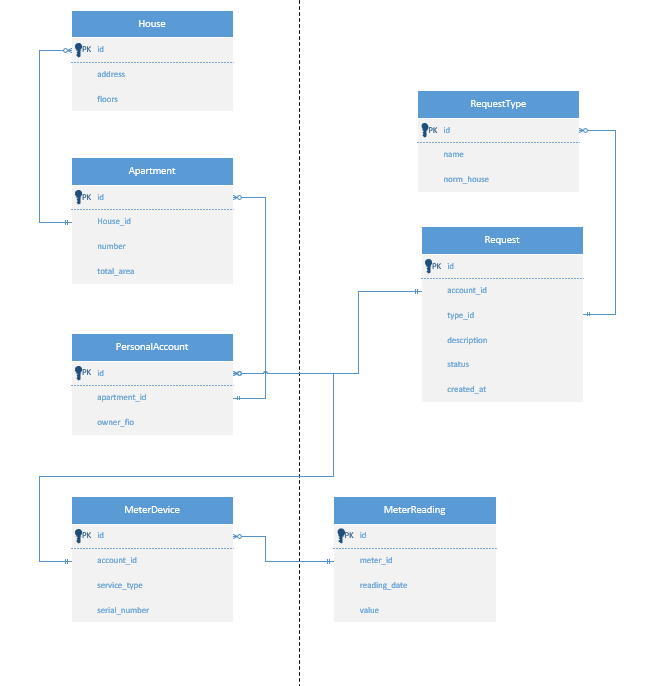 House
PK id
address
floors
Apartment
PK id
House_id
number
total_area
PersonalAccount
PK id
apartment_id
owner_fio
MeterDevice
PK id
account_id
service_type
serial_number
RequestType
PK id
name
norm_house
Request
PK id
account_id
type_id
description
status
created_at
MeterReading
PK id
meter_id
reading_date
value